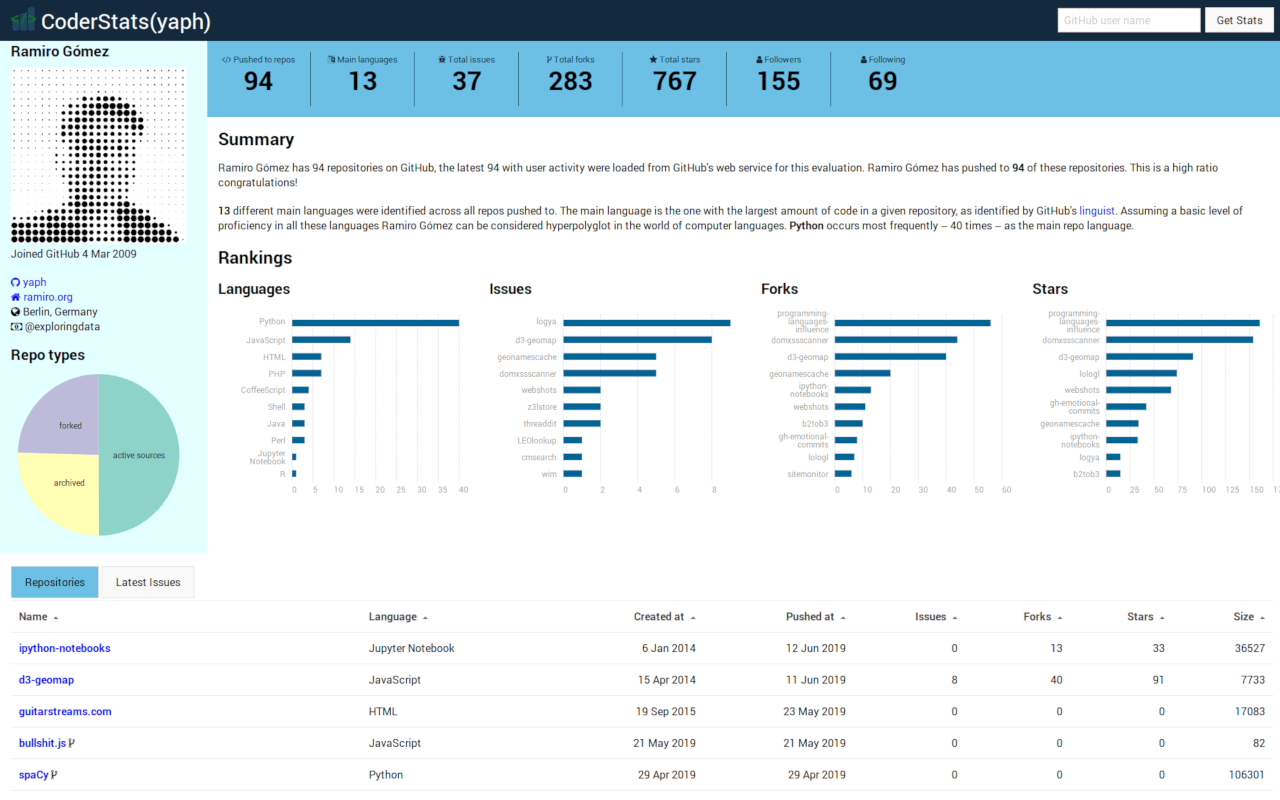 CoderStats(yaph)
GitHub user name
Get Stats
Ramiro Gómez
Joined GitHub 4 Mar 2009
yaph
ramiro.org
Berlin, Germany
@exploringdata
Repo types
forked
active sources
archived
Pushed to repos
94
Main languages
13
Total issues
37
Total forks
283
Total stars
767
Followers
155
Following
69
Summary
Ramiro Gómez has 94 repositories on GitHub, the latest 94 with user activity were loaded from GitHub's web service for this evaluation. Ramiro Gómez has pushed to 94 of these repositories. This is a high ratio
congratulations!
13 different main languages were identified across all repos pushed to. The main language is the one with the largest amount of code in a given repository, as identified by GitHub's linguist. Assuming a basic level of
proficiency in all these languages Ramiro Gómez can be considered hyperpolyglot in the world of computer languages. Python occurs most frequently – 40 times – as the main repo language.
Rankings
Languages
Python
JavaScript
HTML
PHP
CoffeeScript
Shell
Java
Perl
Jupyter
Notebook
R
0 5 10 15 20 25 30 35 40
Issues
logya
d3-geomap
geonamescache
domxssscanner
webshots
z3lstore
threaddit
LEOlookup
cmsearch
wim
0 2 4 6 8
Forks
programming-
languages-
influence
domxssscanner
d3-geomap
geonamescache
ipython-
notebooks
webshots
b2tob3
gh-emotional-
commits
lologl
sitemonitor
0 10 20 30 40 50 60
Stars
programming-
languages-
influence
domxssscanner
d3-geomap
lologl
webshots
gh-emotional-
commits
geonamescache
ipython-
notebooks
logya
b2tob3
0 25 50 75 100 125 150 17
Repositories
Latest Issues
Name Language Created at Pushed at Issues Forks Stars Size
ipython-notebooks Jupyter Notebook 6 Jan 2014 12 Jun 2019 0 13 33 36527
d3-geomap JavaScript 15 Apr 2014 11 Jun 2019 8 40 91 7733
guitarstreams.com HTML 19 Sep 2015 23 May 2019 0 0 0 17083
bullshit.js JavaScript 21 May 2019 21 May 2019 0 0 0 82
spaCy Python 29 Apr 2019 29 Apr 2019 0 0 0 106301